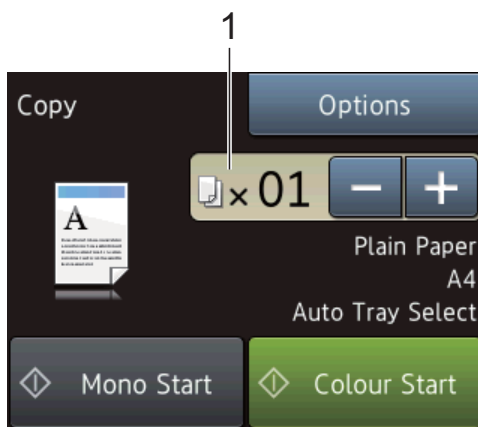 1
Copy
Options
× 01 − +
A
Plain Paper
A4
Auto Tray Select
Mono Start
Colour Start